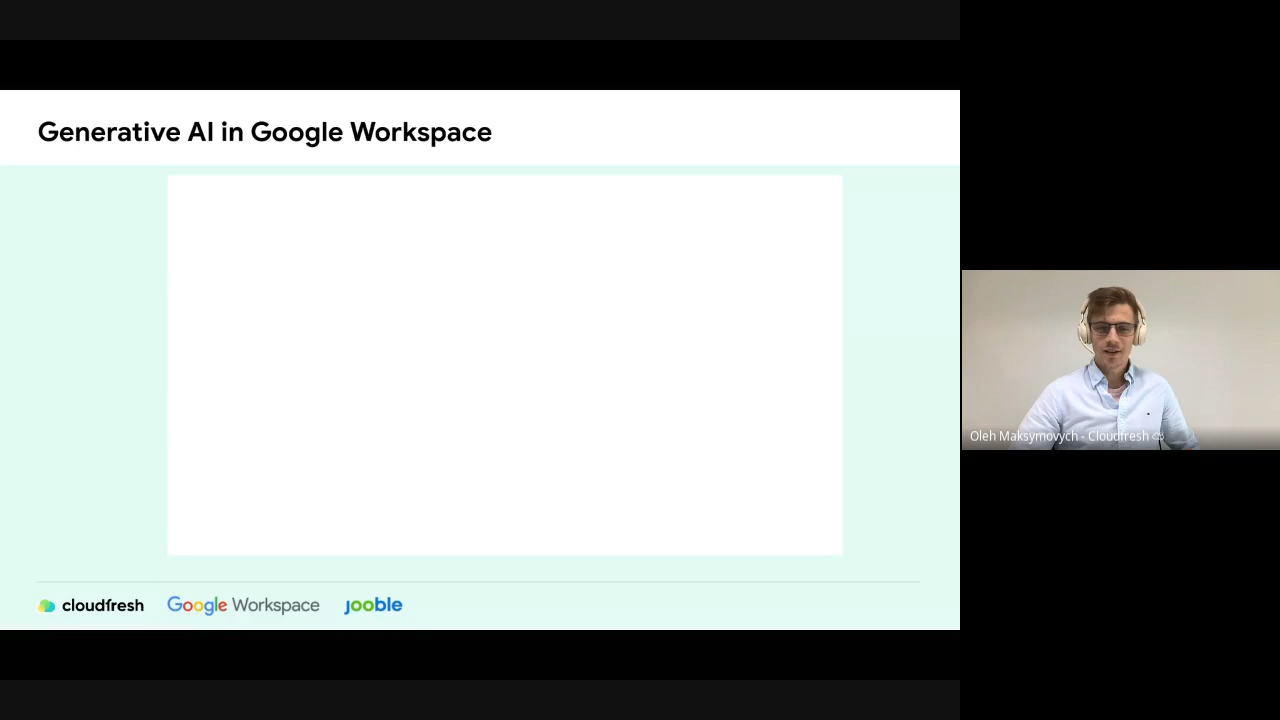 Generative AI in Google Workspace
Oleh Maksymovych - Cloudfresh
cloudfresh
Google Workspace
jooble